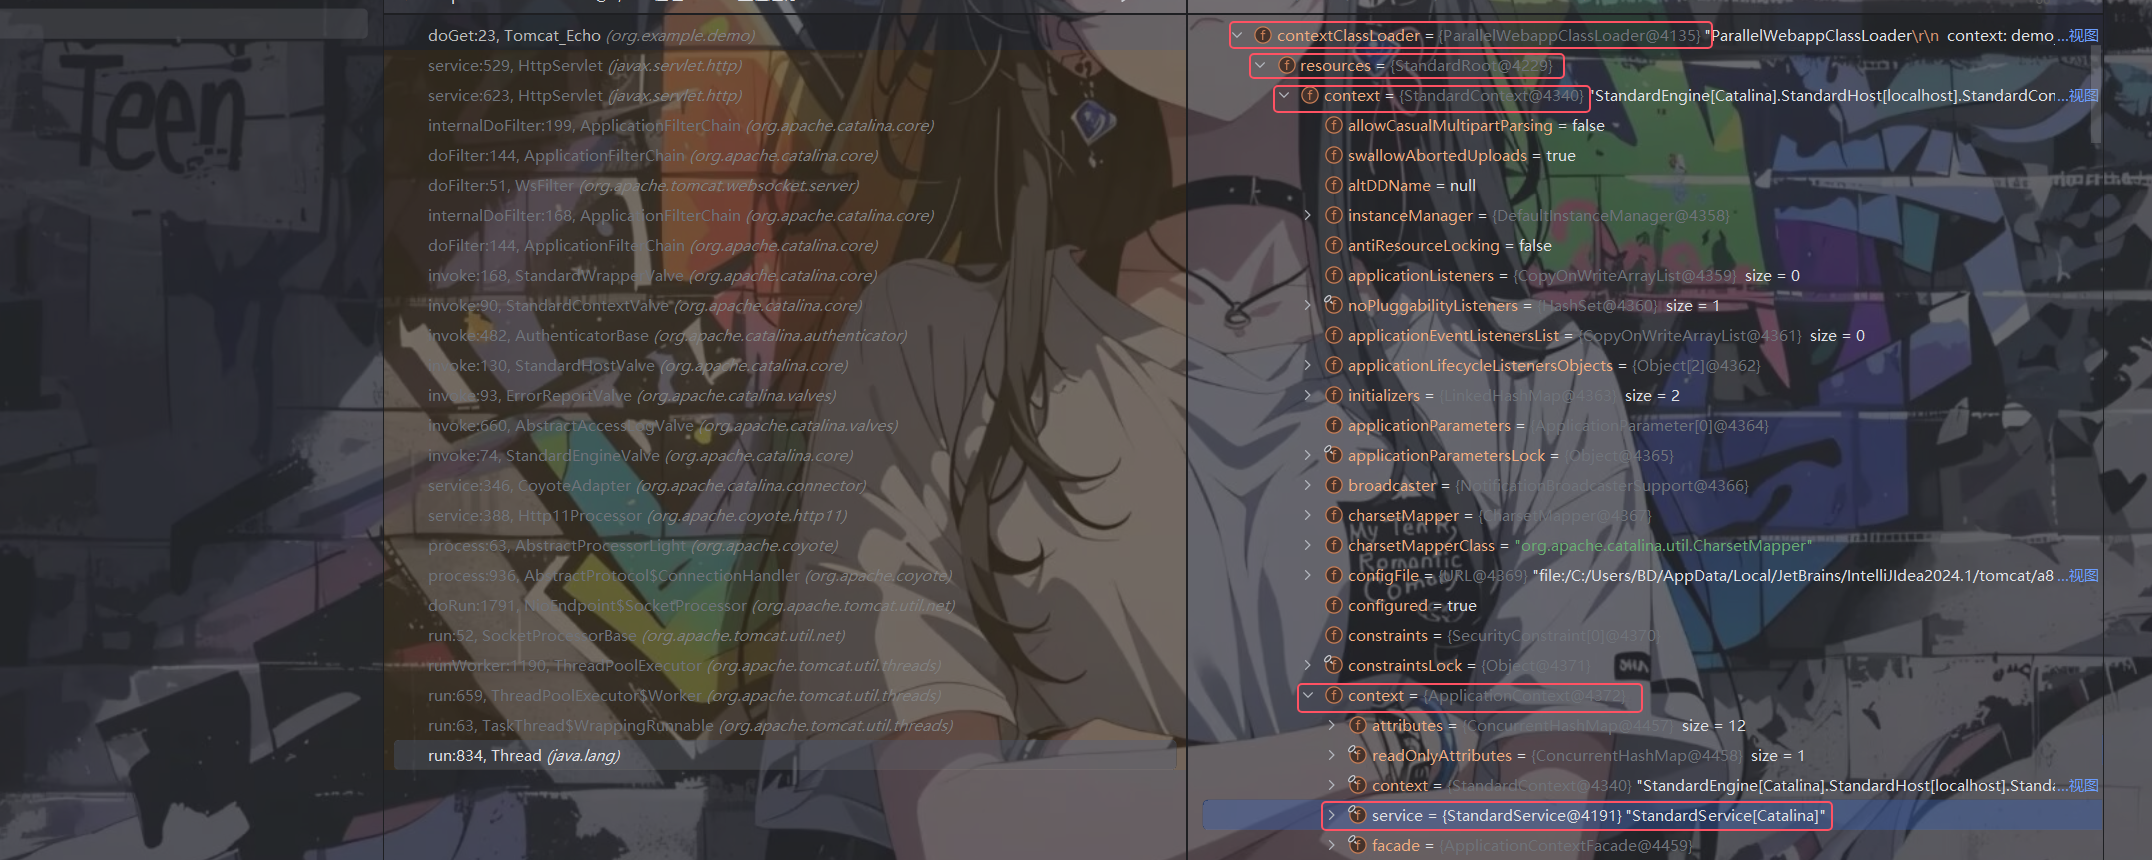 Teen
doGet:23, Tomcat_Echo (org.example.demo)
service:529, HttpServlet (javax.servlet.http)
service:623, HttpServlet (javax.servlet.http)
internalDoFilter:199, ApplicationFilterChain (org.apache.catalina.core)
doFilter:144, ApplicationFilterChain (org.apache.catalina.core)
doFilter:51, WsFilter (org.apache.tomcat.websocket.server)
internalDoFilter:168, ApplicationFilterChain (org.apache.catalina.core)
doFilter:144, ApplicationFilterChain (org.apache.catalina.core)
invoke:168, StandardWrapperValve (org.apache.catalina.core)
invoke:90, StandardContextValve (org.apache.catalina.core)
invoke:482, AuthenticatorBase (org.apache.catalina.authenticator)
invoke:130, StandardHostValve (org.apache.catalina.core)
invoke:93, ErrorReportValve (org.apache.catalina.valves)
invoke:660, AbstractAccessLogValve (org.apache.catalina.valves)
invoke:74, StandardEngineValve (org.apache.catalina.core)
service:346, CoyoteAdapter (org.apache.catalina.connector)
service:388, Http11Processor (org.apache.coyote.http11)
process:63, AbstractProcessorLight (org.apache.coyote)
process:936, AbstractProtocol$ConnectionHandler (org.apache.coyote)
doRun:1791, NioEndpoint$SocketProcessor (org.apache.tomcat.util.net)
run:52, SocketProcessorBase (org.apache.tomcat.util.net)
runWorker:1190, ThreadPoolExecutor (org.apache.tomcat.util.threads)
run:659, ThreadPoolExecutor$Worker (org.apache.tomcat.util.threads)
run:63, TaskThread$WrappingRunnable (org.apache.tomcat.util.threads)
run:834, Thread (java.lang)
contextClassLoader = {ParallelWebappClassLoader@4135} "ParallelWebappClassLoader\r\n  context: demo_...视图
resources = {StandardRoot@4229}
context = {StandardContext@4340} "StandardEngine[Catalina].StandardHost[localhost].StandardCon...视图
allowCasualMultipartParsing = false
swallowAbortedUploads = true
altDDName = null
instanceManager = {DefaultInstanceManager@4358}
antiResourceLocking = false
applicationListeners = {CopyOnWriteArrayList@4359}  size = 0
noPluggabilityListeners = {HashSet@4360}  size = 1
applicationEventListenersList = {CopyOnWriteArrayList@4361}  size = 0
applicationLifecycleListenersObjects = {Object[2]@4362}
initializers = {LinkedHashMap@4363}  size = 2
applicationParameters = {ApplicationParameter[0]@4364}
applicationParametersLock = {Object@4365}
broadcaster = {NotificationBroadcasterSupport@4366}
charsetMapper = {CharsetMapper@4367}
charsetMapperClass = "org.apache.catalina.util.CharsetMapper"
configFile = {URL@4369} "file:/C:/Users/BD/AppData/Local/JetBrains/IntelliJIdea2024.1/tomcat/a8...视图
configured = true
constraints = {SecurityConstraint[0]@4370}
constraintsLock = {Object@4371}
context = {ApplicationContext@4372}
attributes = {ConcurrentHashMap@4457}  size = 12
readOnlyAttributes = {ConcurrentHashMap@4458}  size = 1
context = {StandardContext@4340} "StandardEngine[Catalina].StandardHost[localhost].Standa...视图
service = {StandardService@4191} "StandardService[Catalina]"
facade = {ApplicationContextFacade@4459}